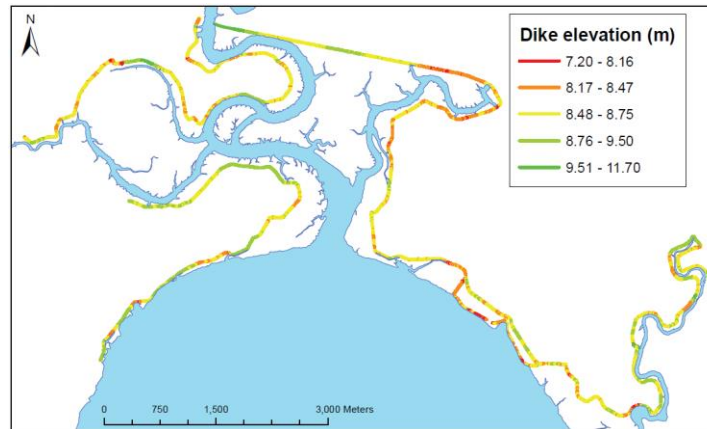 N
Dike elevation (m)
7.20 - 8.16
8.17 - 8.47
8.48 - 8.75
8.76 - 9.50
9.51 - 11.70
0 750 1,500 3,000 Meters